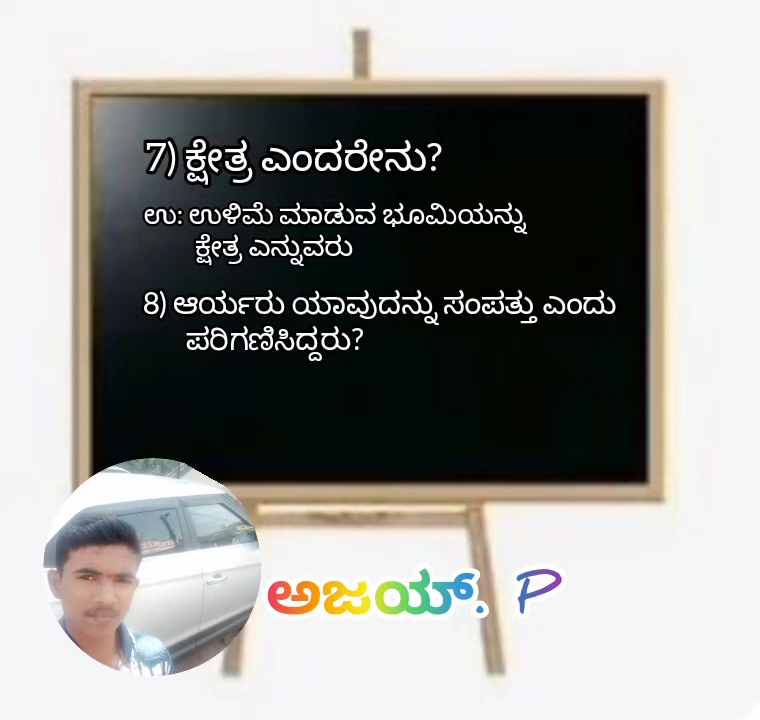 7) ಕ್ಷೇತ್ರ ಎಂದರೇನು?
ಉ: ಉಳಿಮೆ ಮಾಡುವ ಭೂಮಿಯನ್ನು
ಕ್ಷೇತ್ರ ಎನ್ನುವರು
8) ಆರ್ಯರು ಯಾವುದನ್ನು ಸಂಪತ್ತು ಎಂದು
ಪರಿಗಣಿಸಿದ್ದರು?
ಅಜಯ್. P